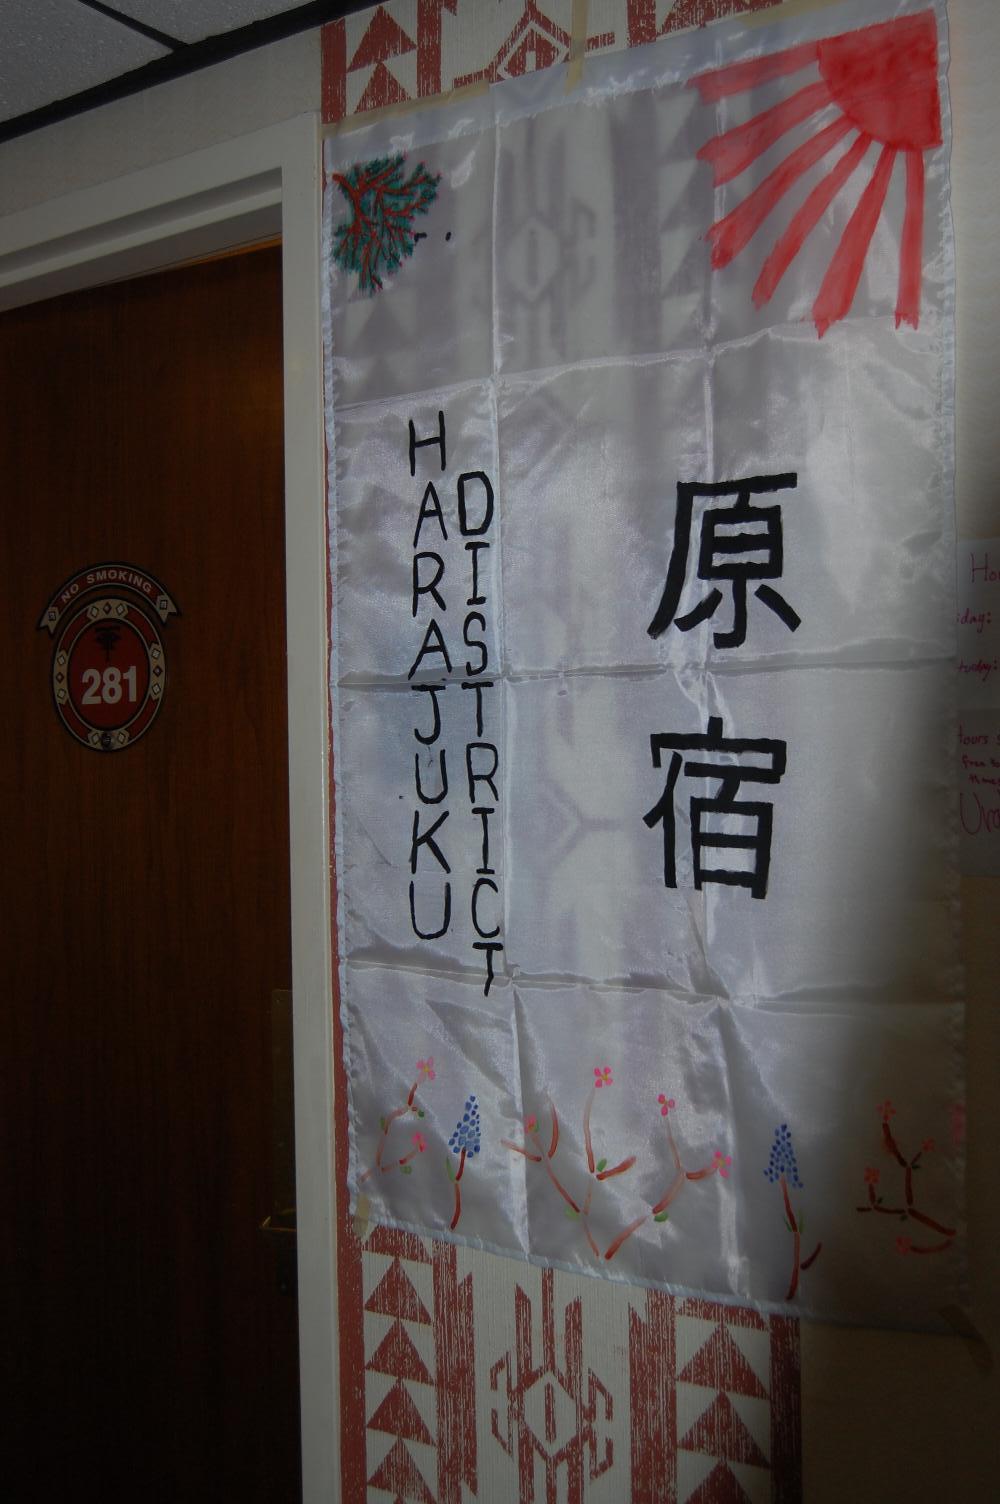 NO SMOKING
281
HARAJUKU
DISTRICT
原宿